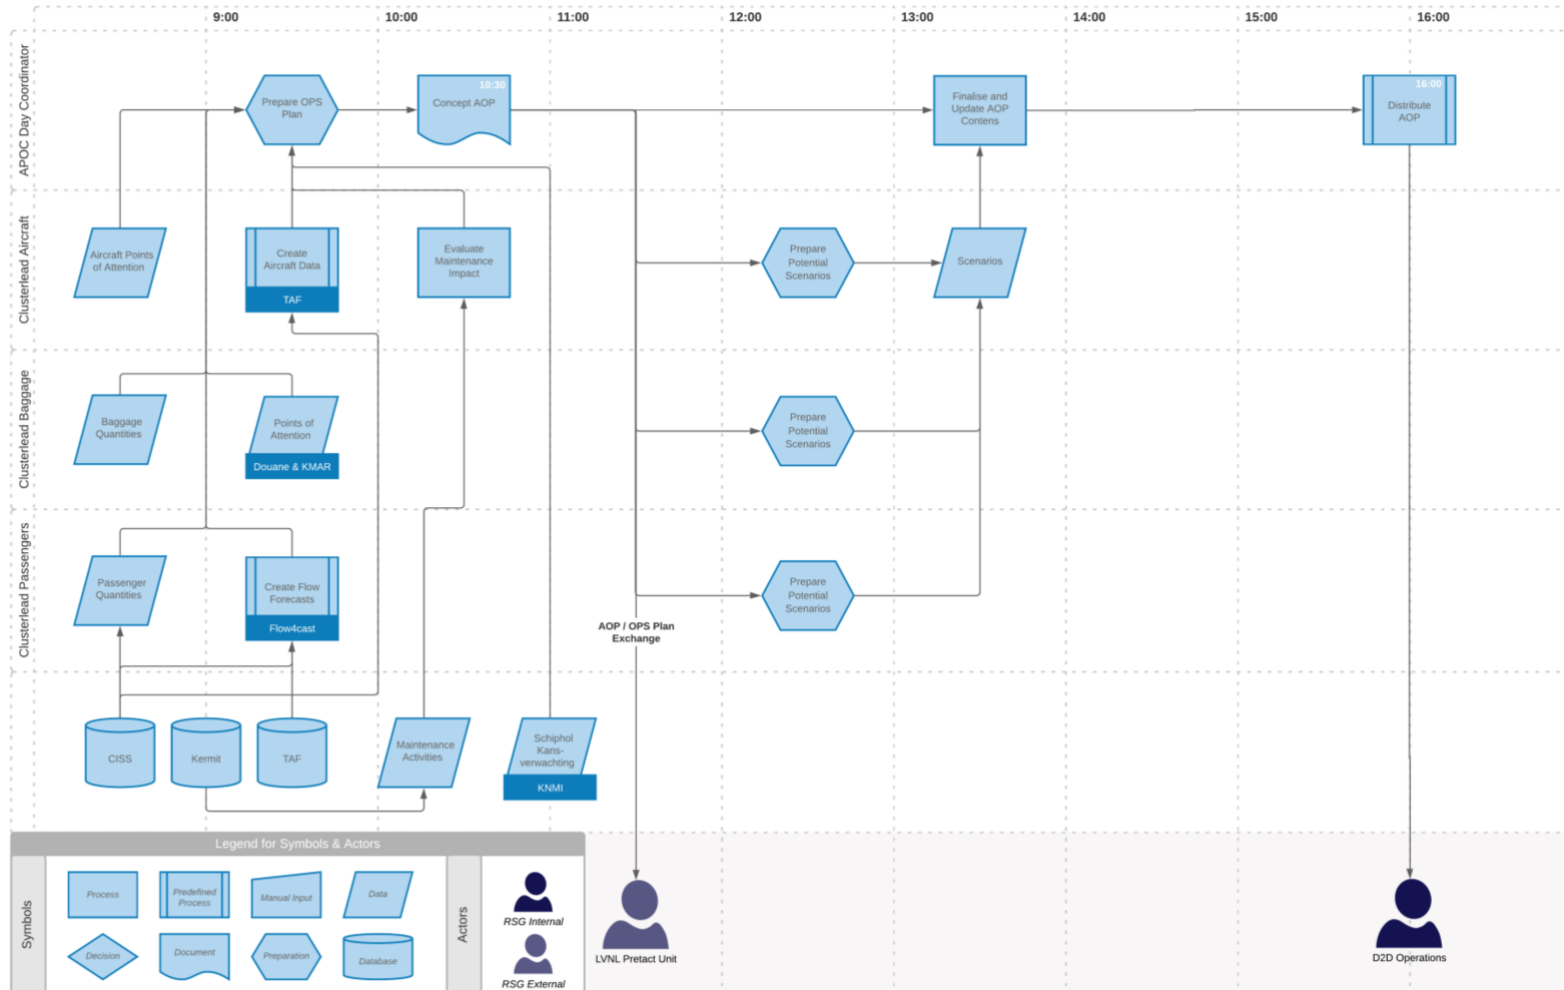 9:00
10:00
11:00
12:00
13:00
14:00
15:00
16:00
APOC Day Coordinator
Prepare OPS
Plan
10:30
Concept AOP
Finalise and
Update AOP
Contens
16:00
Distribute
AOP
Clusterlead Aircraft
Aircraft Points
of Attention
Create
Aircraft Data
TAF
Evaluate
Maintenance
Impact
Prepare
Potential
Scenarios
Scenarios
Clusterlead Baggage
Baggage
Quantities
Points of
Attention
Douane & KMAR
Prepare
Potential
Scenarios
Clusterlead Passengers
Passenger
Quantities
Create Flow
Forecasts
Flow4cast
Prepare
Potential
Scenarios
AOP / OPS Plan
Exchange
CISS
Kermit
TAF
Maintenance
Activities
Schiphol
Kans-
verwachting
KNMI
Legend for Symbols & Actors
Symbols
Process
Predefined
Process
Manual Input
Data
Decision
Document
Preparation
Database
Actors
RSG Internal
RSG External
LVNL Pretact Unit
D2D Operations